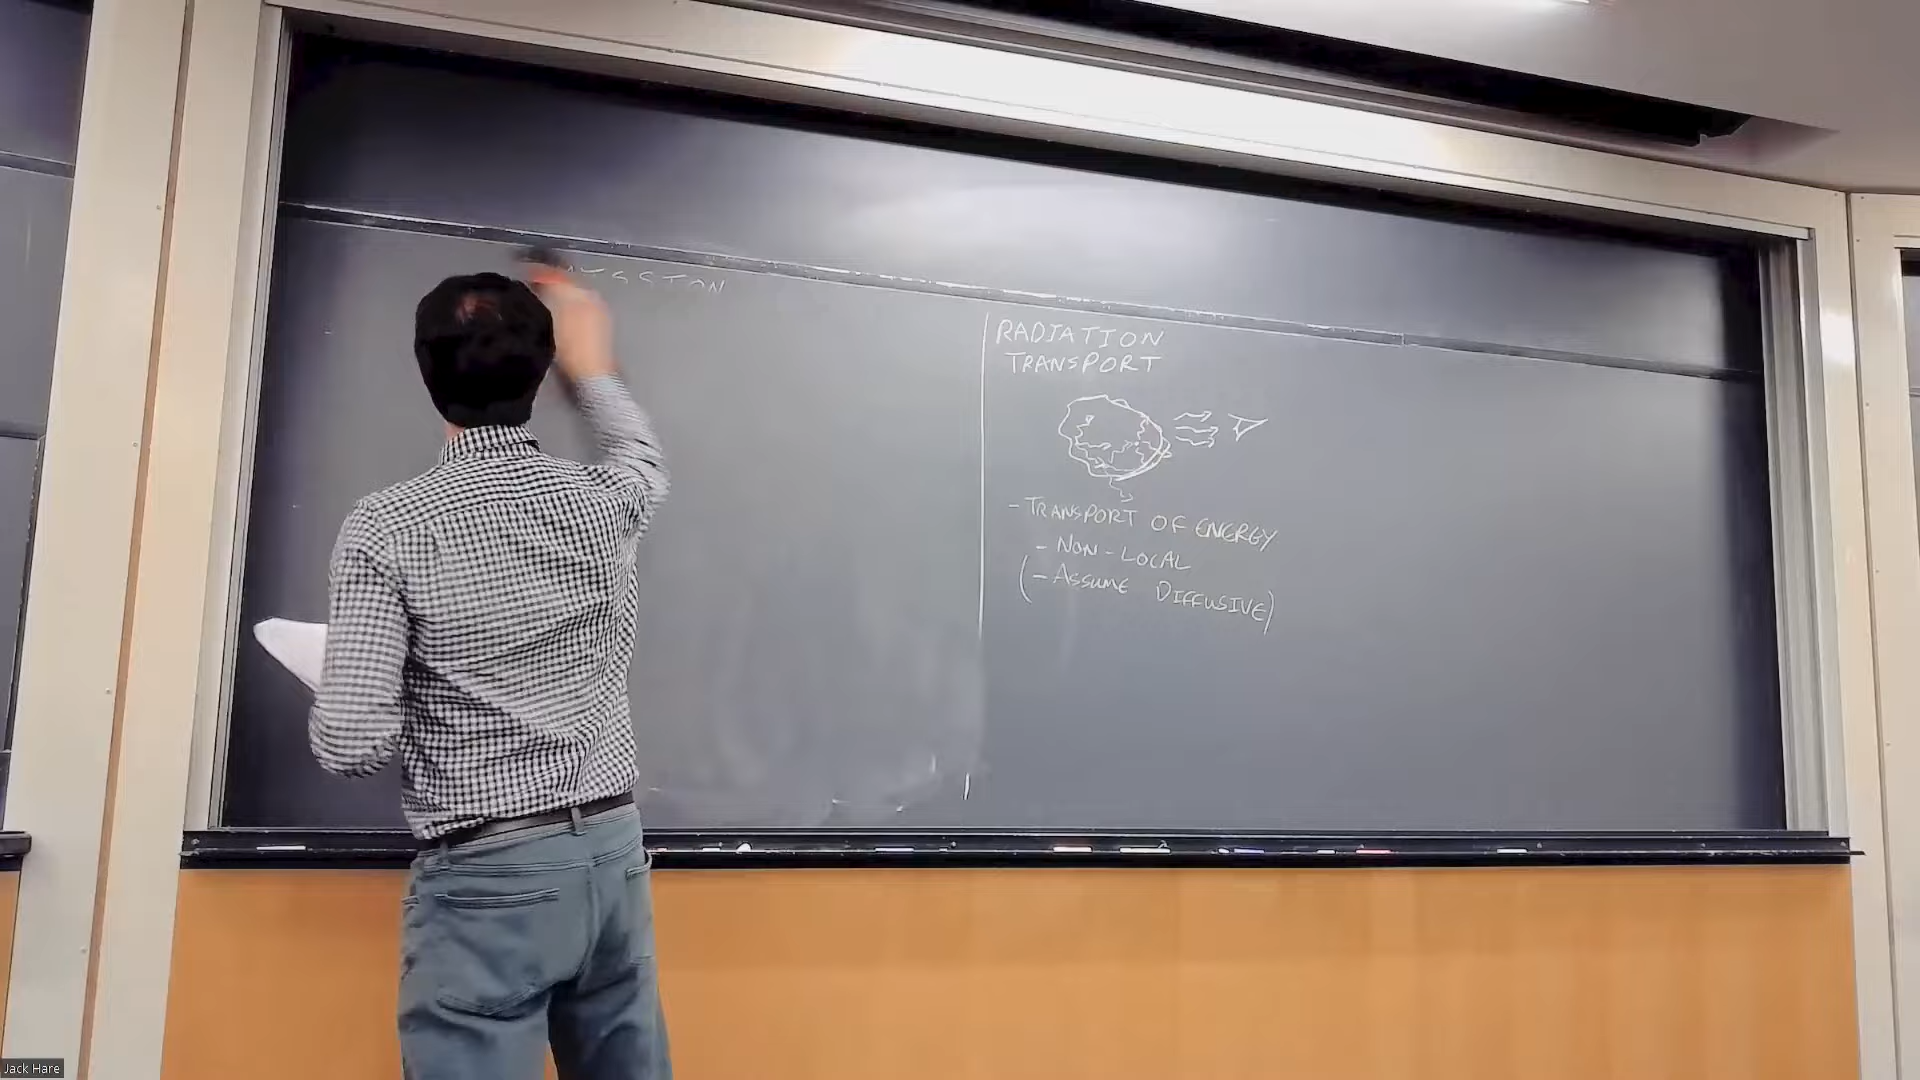 RADIATION
TRANSPORT
- TRANSPORT OF ENERGY
- NON-LOCAL
(- ASSUME DIFFUSIVE)
Jack Hare